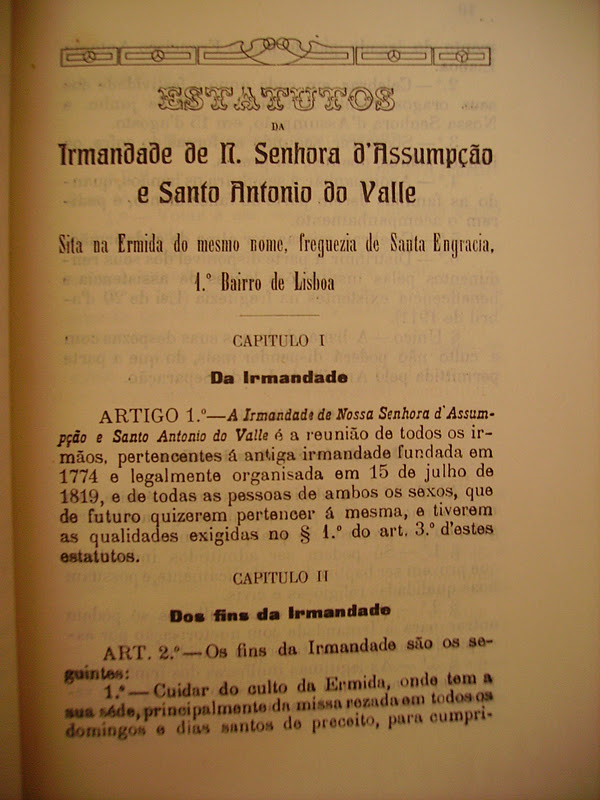 ESTATUTOS
DA
Irmandade de N. Senhora d'Assumpção
e Santo Antonio do Valle
Sita na Ermida do mesmo nome, freguezia de Santa Engracia,
1.º Bairro de Lisboa
CAPITULO I
Da Irmandade
ARTIGO 1.º—A Irmandade de Nossa Senhora d'Assum-
pção e Santo Antonio do Valle é a reunião de todos os ir-
mãos, pertencentes á antiga irmandade fundada em
1774 e legalmente organisada em 15 de julho de
1819, e de todas as pessoas de ambos os sexos, que
de futuro quizerem pertencer á mesma, e tiverem
as qualidades exigidas no § 1.º do art. 3.º d'estes
estatutos.
CAPITULO II
Dos fins da Irmandade
ART. 2.º—Os fins da Irmandade são os se-
guintes:
1.º—Cuidar do culto da Ermida, onde tem a
sua séde, principalmente da missa rezada em todos os
domingos e dias santos de preceito, para cumpri-